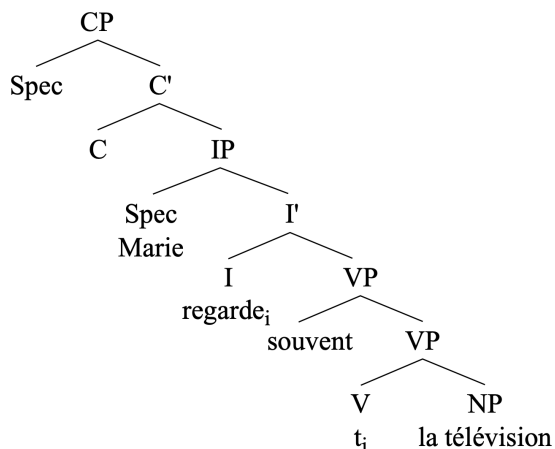 CP
Spec C'
C IP
Spec I'
Marie
I VP
regardei
souvent VP
V NP
ti la télévision